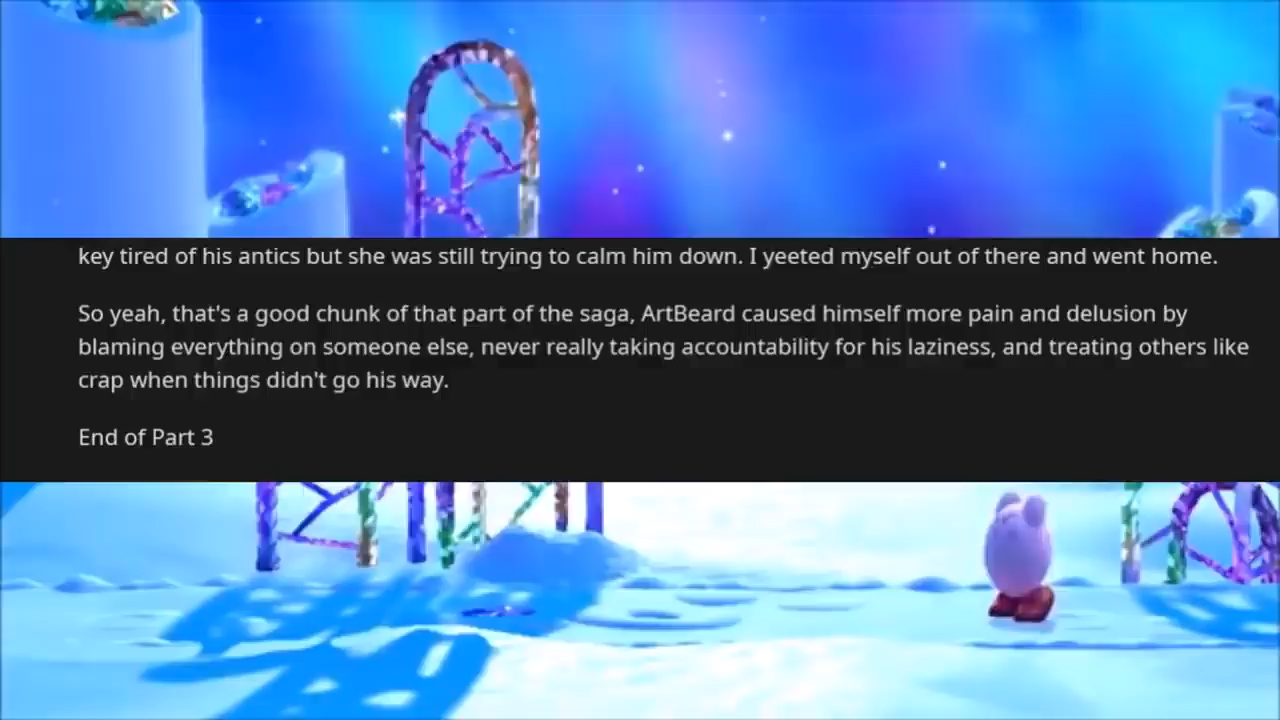 key tired of his antics but she was still trying to calm him down. I yeeted myself out of there and went home.
So yeah, that's a good chunk of that part of the saga, ArtBeard caused himself more pain and delusion by
blaming everything on someone else, never really taking accountability for his laziness, and treating others like
crap when things didn't go his way.
End of Part 3